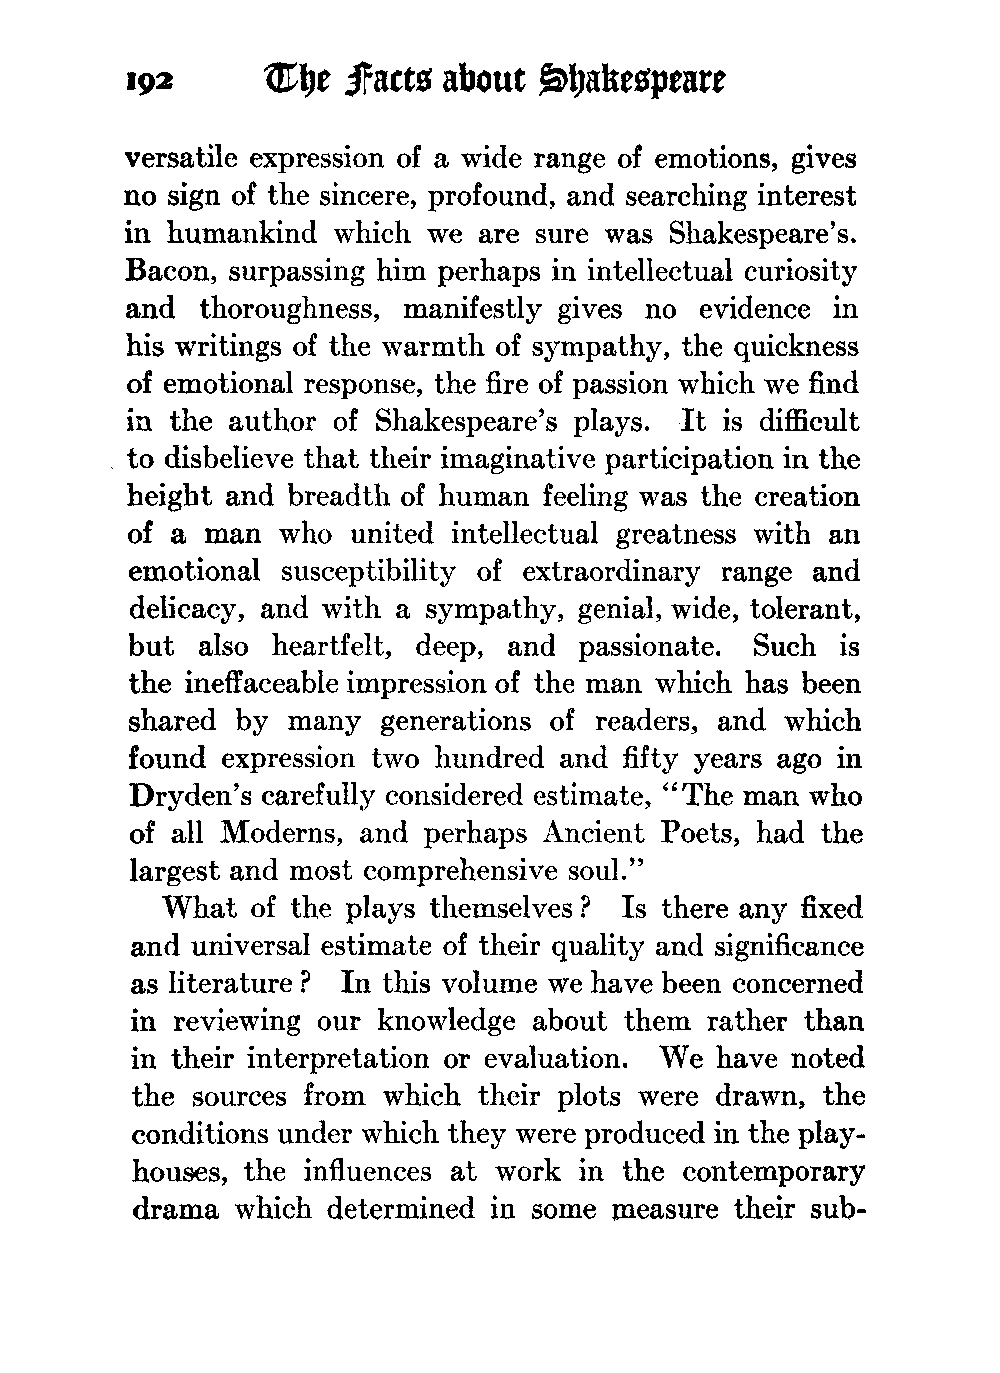 192 The Facts about Shakespeare
versatile expression of a wide range of emotions, gives
no sign of the sincere, profound, and searching interest
in humankind which we are sure was Shakespeare's.
Bacon, surpassing him perhaps in intellectual curiosity
and thoroughness, manifestly gives no evidence in
his writings of the warmth of sympathy, the quickness
of emotional response, the fire of passion which we find
in the author of Shakespeare's plays. It is difficult
to disbelieve that their imaginative participation in the
height and breadth of human feeling was the creation
of a man who united intellectual greatness with an
emotional susceptibility of extraordinary range and
delicacy, and with a sympathy, genial, wide, tolerant,
but also heartfelt, deep, and passionate. Such is
the ineffaceable impression of the man which has been
shared by many generations of readers, and which
found expression two hundred and fifty years ago in
Dryden's carefully considered estimate, "The man who
of all Moderns, and perhaps Ancient Poets, had the
largest and most comprehensive soul."
What of the plays themselves? Is there any fixed
and universal estimate of their quality and significance
as literature? In this volume we have been concerned
in reviewing our knowledge about them rather than
in their interpretation or evaluation. We have noted
the sources from which their plots were drawn, the
conditions under which they were produced in the play-
houses, the influences at work in the contemporary
drama which determined in some measure their sub-